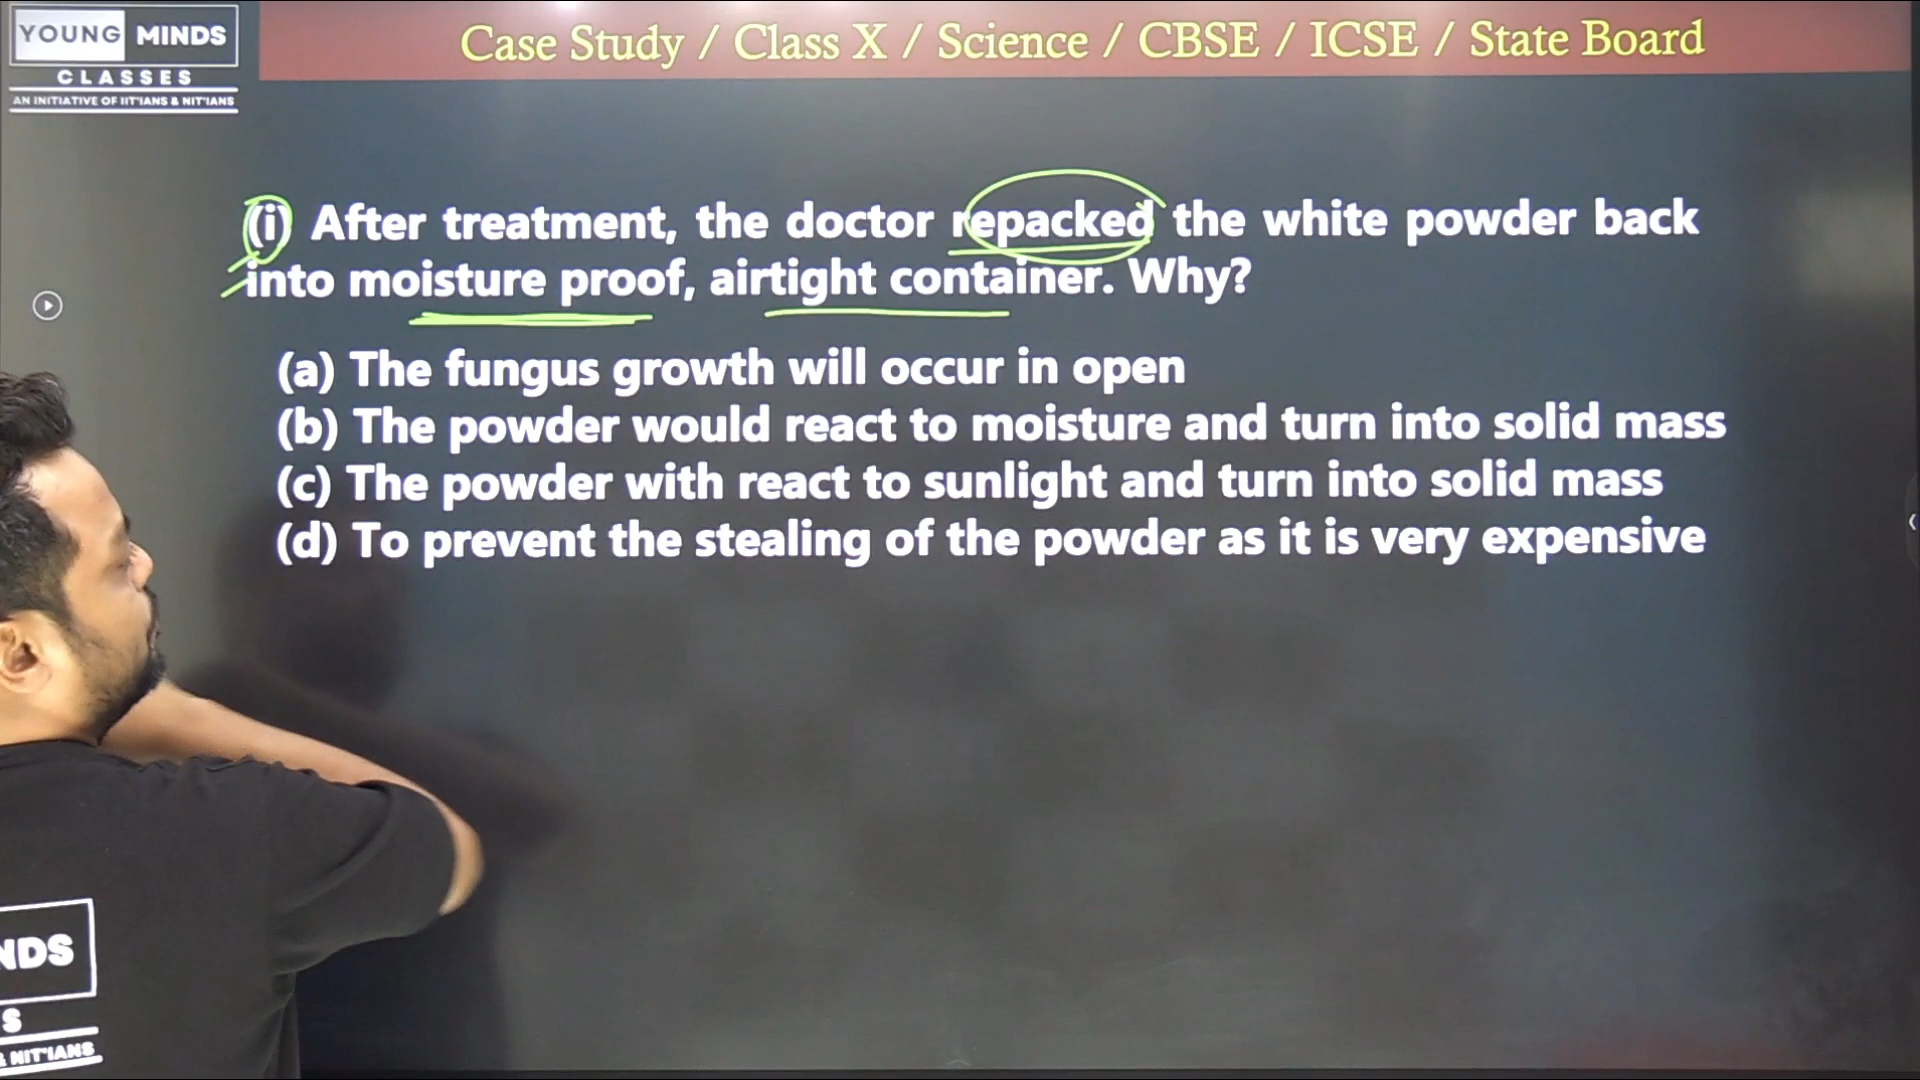 YOUNG MINDS
CLASSES
AN INITIATIVE OF IIT'IANS & NIT'IANS
Case Study / Class X / Science / CBSE / ICSE / State Board
(i) After treatment, the doctor repacked the white powder back
into moisture proof, airtight container. Why?
(a) The fungus growth will occur in open
(b) The powder would react to moisture and turn into solid mass
(c) The powder with react to sunlight and turn into solid mass
(d) To prevent the stealing of the powder as it is very expensive
NDS
S
& NIT'IANS